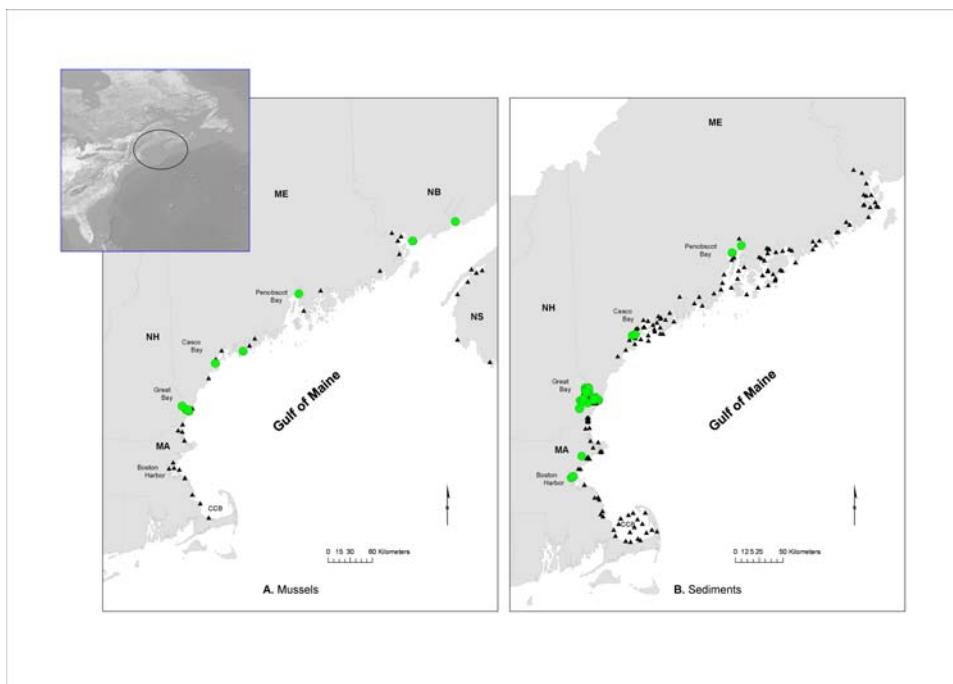 ME
NB
Penobscot
Bay
NS
NH
Casco
Bay
Great
Bay
Gulf of Maine
MA
Boston
Harbor
CCB
0 15 30 60 Kilometers
A. Mussels
ME
Penobscot
Bay
NH
Casco
Bay
Great
Bay
Gulf of Maine
MA
Boston
Harbor
CCB
0 12.5 25 50 Kilometers
B. Sediments